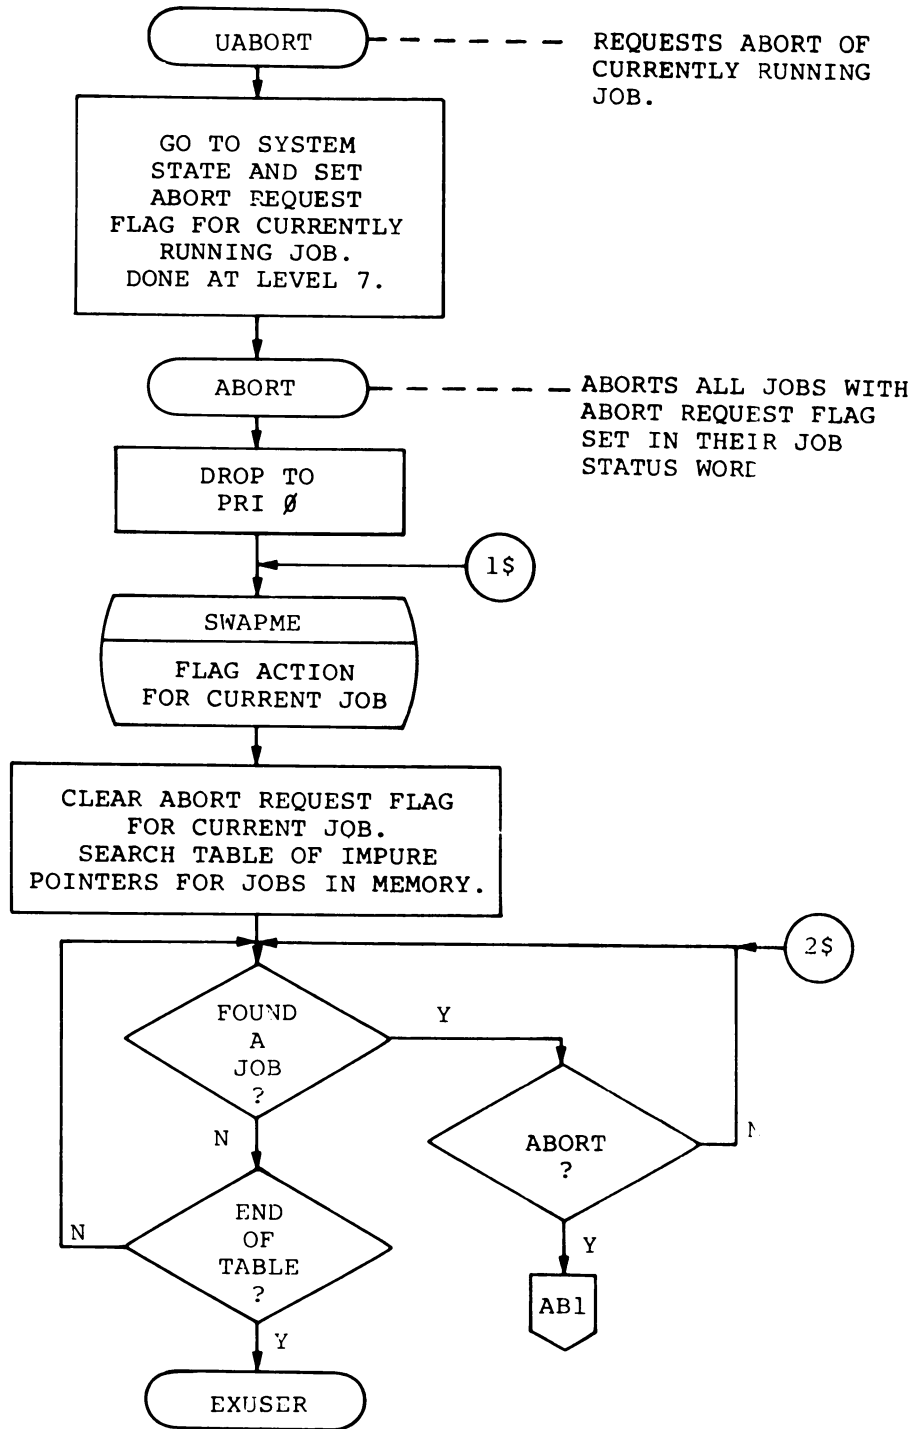 UABORT
REQUESTS ABORT OF
CURRENTLY RUNNING
JOB.
GO TO SYSTEM
STATE AND SET
ABORT REQUEST
FLAG FOR CURRENTLY
RUNNING JOB.
DONE AT LEVEL 7.
ABORT
ABORTS ALL JOBS WITH
ABORT REQUEST FLAG
SET IN THEIR JOB
STATUS WORD
DROP TO
PRI Ø
1$
SWAPME
FLAG ACTION
FOR CURRENT JOB
CLEAR ABORT REQUEST FLAG
FOR CURRENT JOB.
SEARCH TABLE OF IMPURE
POINTERS FOR JOBS IN MEMORY.
2$
FOUND
A
JOB
?
Y
N
ABORT
?
N
Y
AB1
END
OF
TABLE
?
N
Y
EXUSER